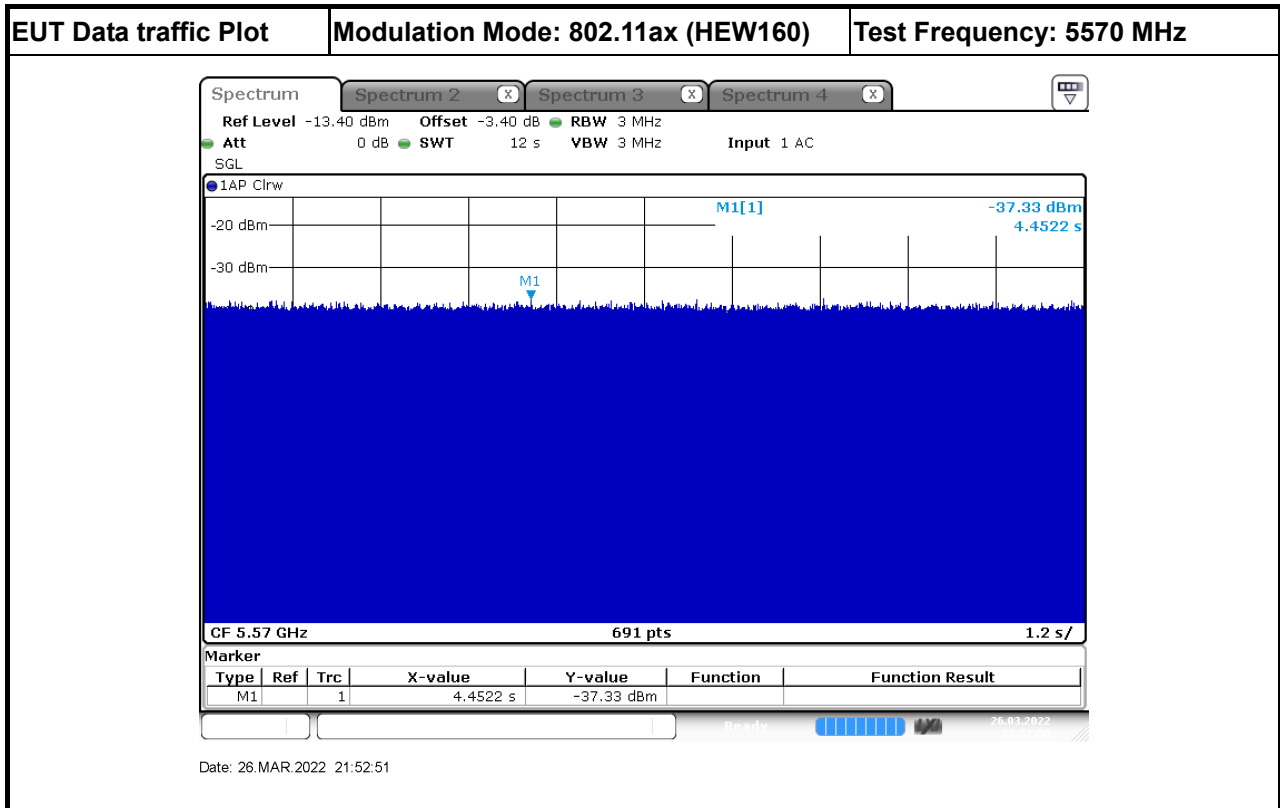 EUT Data traffic Plot Modulation Mode: 802.11ax (HEW160) Test Frequency: 5570 MHz
Spectrum Spectrum 2 X Spectrum 3 X Spectrum 4 X
Ref Level -13.40 dBm Offset -3.40 dB RBW 3 MHz
Att 0 dB SWT 12 s VBW 3 MHz Input 1 AC
SGL
1AP Clrw
M1[1] -37.33 dBm
-20 dBm 4.4522 s
-30 dBm
M1
CF 5.57 GHz 691 pts 1.2 s/
Marker
Type Ref Trc X-value Y-value Function Function Result
M1 1 4.4522 s -37.33 dBm
Ready 26.03.2022
Date: 26.MAR.2022 21:52:51